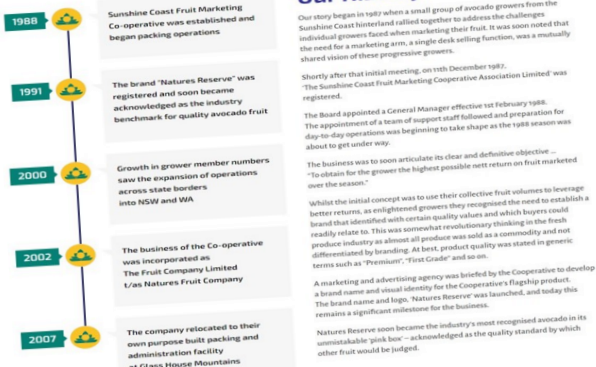 1988
Sunshine Coast Fruit Marketing
Co-operative was established and
began packing operations
1991
The brand "Natures Reserve" was
registered and soon became
acknowledged as the industry
benchmark for quality avocado fruit
2000
Growth in grower member numbers
saw the expansion of operations
across state borders
into NSW and WA
2002
The business of the Co-operative
was incorporated as
The Fruit Company Limited
t/as Natures Fruit Company
2007
The company relocated to their
own purpose built packing and
administration facility
at Glass House Mountains
Our
Our story began in 1987 when a small group of avocado growers from the
Sunshine Coast hinterland rallied together to address the challenges
individual growers faced when marketing their fruit. It was soon noted that
the need for a marketing arm, a single desk selling function, was a mutually
shared vision of these progressive growers.
Shortly after that initial meeting, on 11th December 1987,
'The Sunshine Coast Fruit Marketing Cooperative Association Limited' was
registered.
The Board appointed a General Manager effective 1st February 1988.
The appointment of a team of support staff followed and preparation for
day-to-day operations was beginning to take shape as the 1988 season was
about to get under way.
The business was to soon articulate its clear and definitive objective ...
"To obtain for the grower the highest possible nett return on fruit marketed
over the season."
Whilst the initial concept was to use their collective fruit volumes to leverage
better returns, as enlightened growers they recognised the need to establish a
brand that identified with certain quality values and which buyers could
readily relate to. This was somewhat revolutionary thinking in the fresh
produce industry as almost all produce was sold as a commodity and not
differentiated by branding. At best, product quality was stated in generic
terms such as "Premium", "First Grade" and so on.
A marketing and advertising agency was briefed by the Cooperative to develop
a brand name and visual identity for the Cooperative's flagship product.
The brand name and logo, 'Natures Reserve' was launched, and today this
remains a significant milestone for the business.
Natures Reserve soon became the industry's most recognised avocado in its
unmistakable 'pink box' – acknowledged as the quality standard by which
other fruit would be judged.